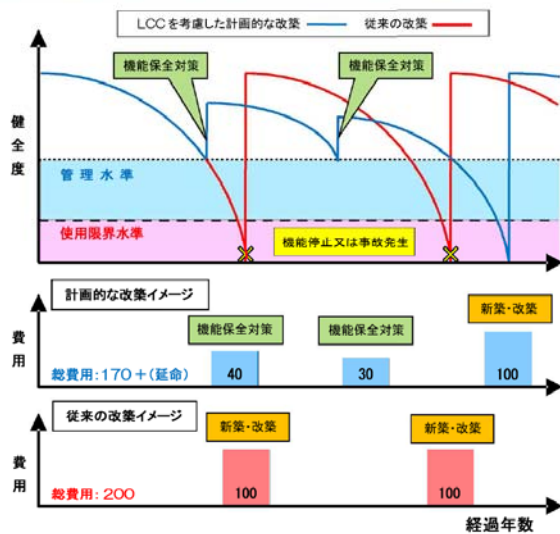 LCCを考慮した計画的な改築 従来の改築
機能保全対策
機能保全対策
健全度
管理水準
使用限界水準
機能停止又は事故発生
計画的な改築イメージ
費用
機能保全対策
機能保全対策
新築・改築
総費用:170+(延命)
40
30
100
従来の改築イメージ
費用
新築・改築
新築・改築
総費用:200
100
100
経過年数